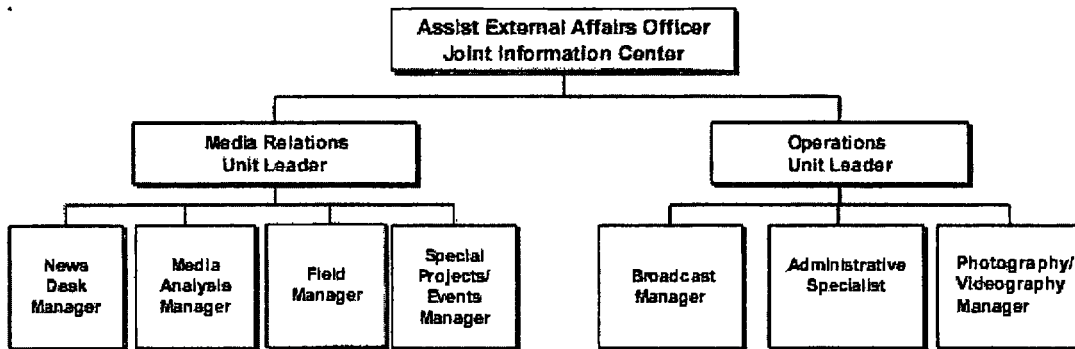 Assist External Affairs Officer
Joint Information Center
Media Relations
Unit Leader
Operations
Unit Leader
News
Desk
Manager
Media
Analysis
Manager
Field
Manager
Special
Projects/
Events
Manager
Broadcast
Manager
Administrative
Specialist
Photography/
Videography
Manager